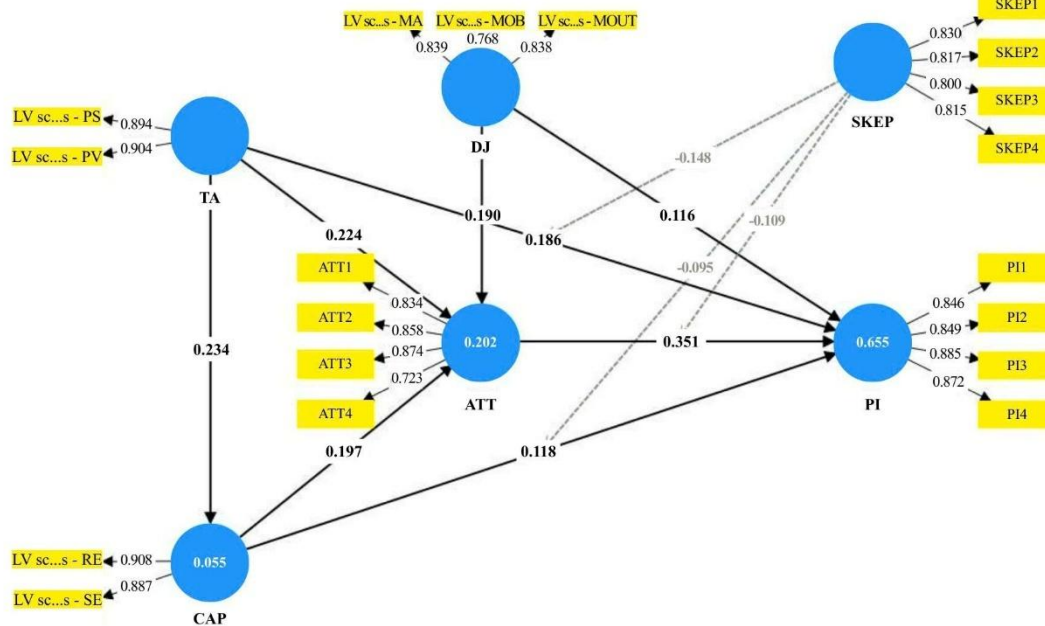 LV sc...s - MA
LV sc...s - MOB
LV sc...s - MOUT
0.839
0.768
0.838
DJ
SKEP1
SKEP2
SKEP3
SKEP4
0.830
0.817
0.800
0.815
SKEP
LV sc...s - PS
LV sc...s - PV
0.894
0.904
TA
-0.148
0.190
0.116
-0.109
0.224
0.186
-0.095
0.234
ATT1
ATT2
ATT3
ATT4
0.834
0.858
0.874
0.723
0.202
ATT
0.351
0.655
PI
0.846
0.849
0.885
0.872
PI1
PI2
PI3
PI4
0.197
0.118
LV sc...s - RE
LV sc...s - SE
0.908
0.887
0.055
CAP